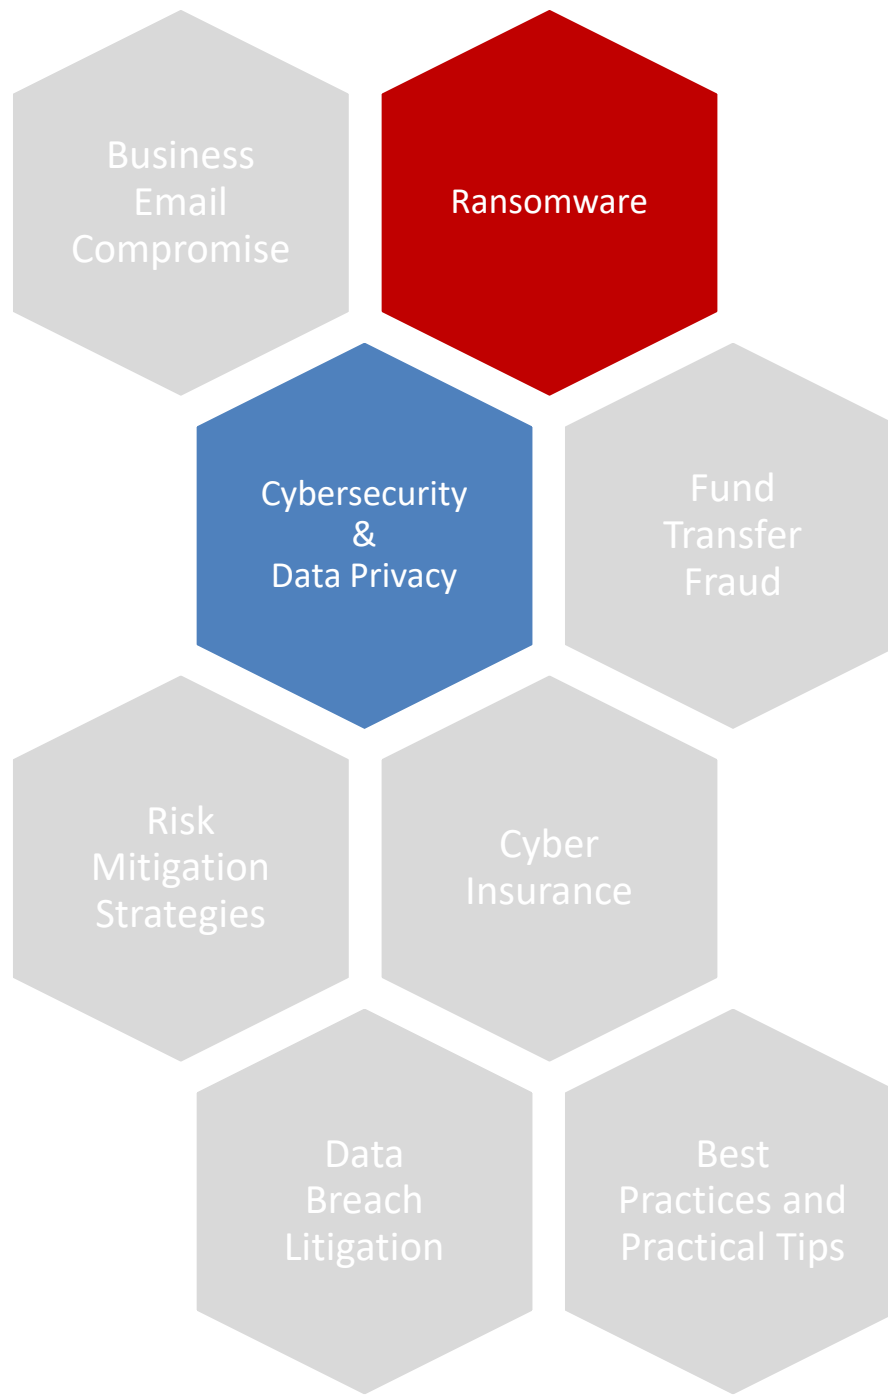 Business
Email
Compromise
Ransomware
Cybersecurity
&
Data Privacy
Fund
Transfer
Fraud
Risk
Mitigation
Strategies
Cyber
Insurance
Data
Breach
Litigation
Best
Practices and
Practical Tips